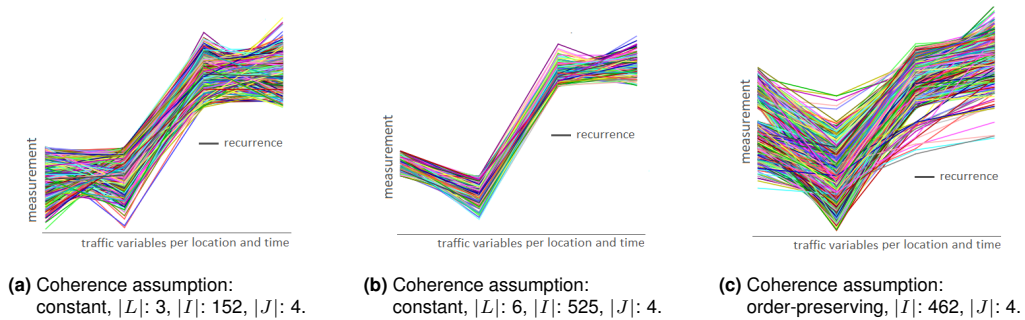 measurement
recurrence
traffic variables per location and time
(a) Coherence assumption:
constant, |L|: 3, |I|: 152, |J|: 4.
measurement
recurrence
traffic variables per location and time
(b) Coherence assumption:
constant, |L|: 6, |I|: 525, |J|: 4.
measurement
recurrence
traffic variables per location and time
(c) Coherence assumption:
order-preserving, |I|: 462, |J|: 4.